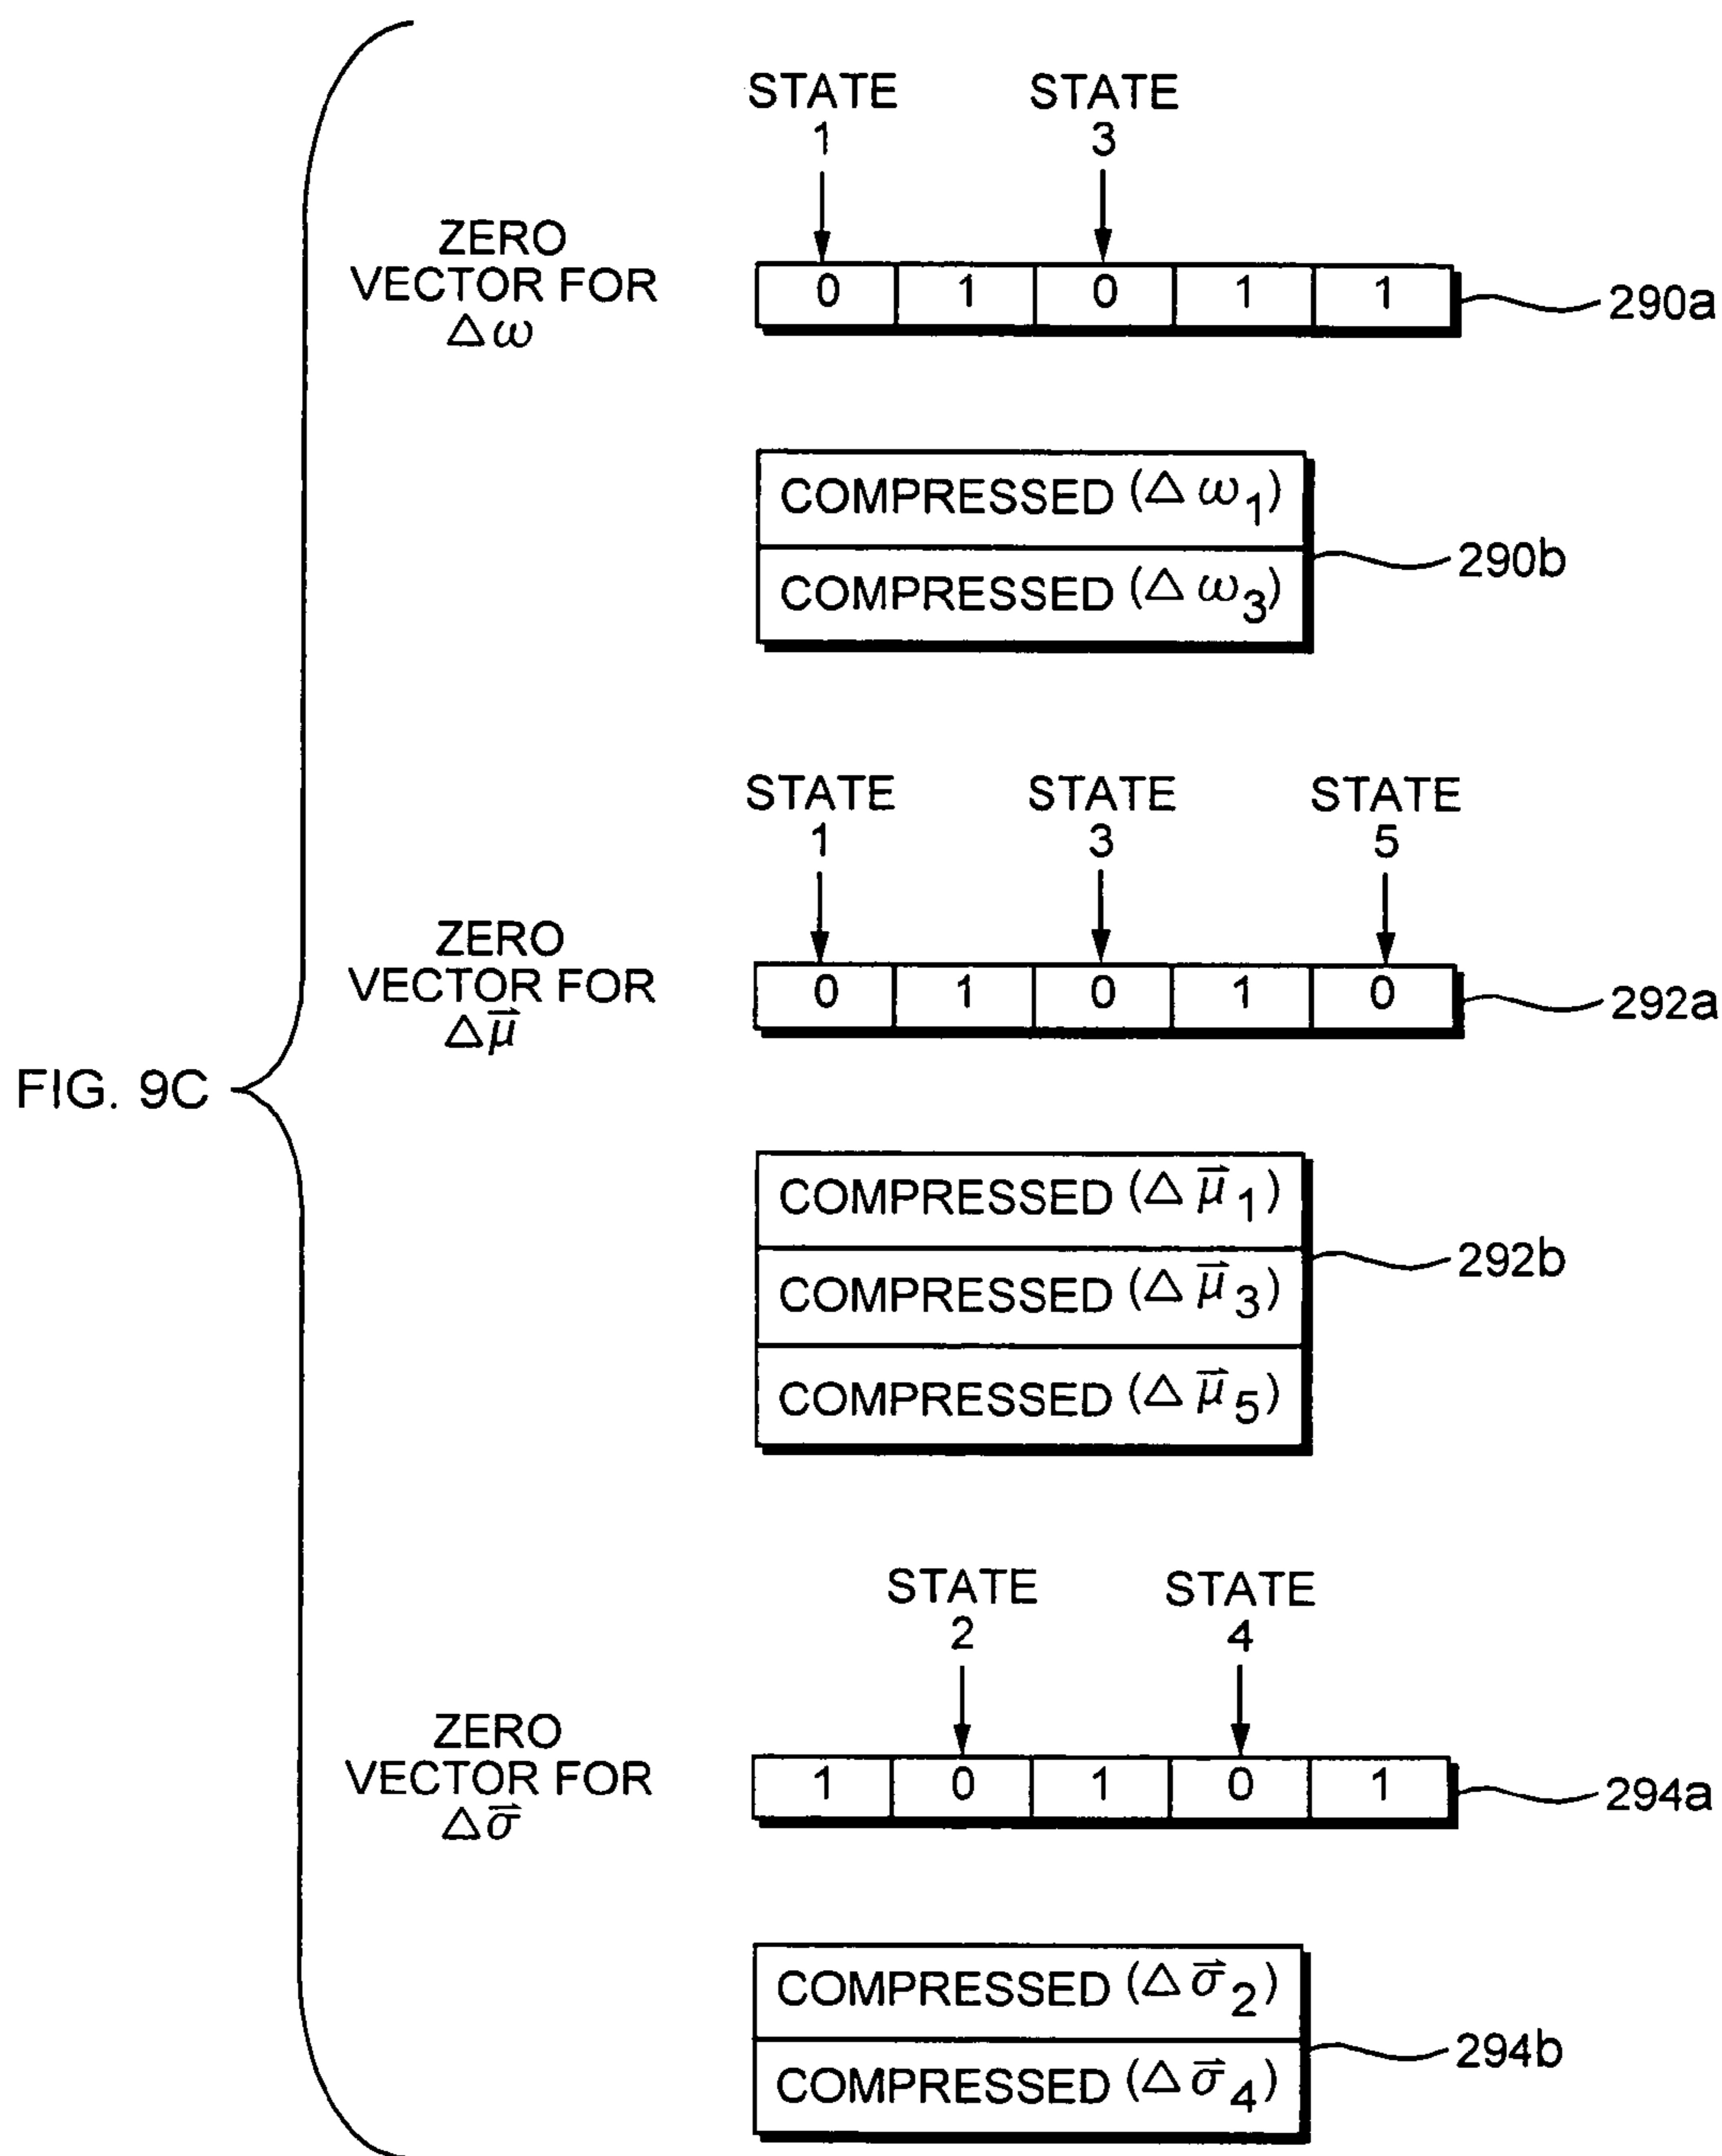 STATE 1
STATE 3
ZERO
VECTOR FOR
Δω
0 1 0 1 1
290a
COMPRESSED (Δω₁)
COMPRESSED (Δω₃)
290b
STATE 1
STATE 3
STATE 5
ZERO
VECTOR FOR
Δμ⃗
0 1 0 1 0
292a
FIG. 9C
COMPRESSED (Δμ⃗₁)
COMPRESSED (Δμ⃗₃)
COMPRESSED (Δμ⃗₅)
292b
STATE 2
STATE 4
ZERO
VECTOR FOR
Δσ⃗
1 0 1 0 1
294a
COMPRESSED (Δσ⃗₂)
COMPRESSED (Δσ⃗₄)
294b